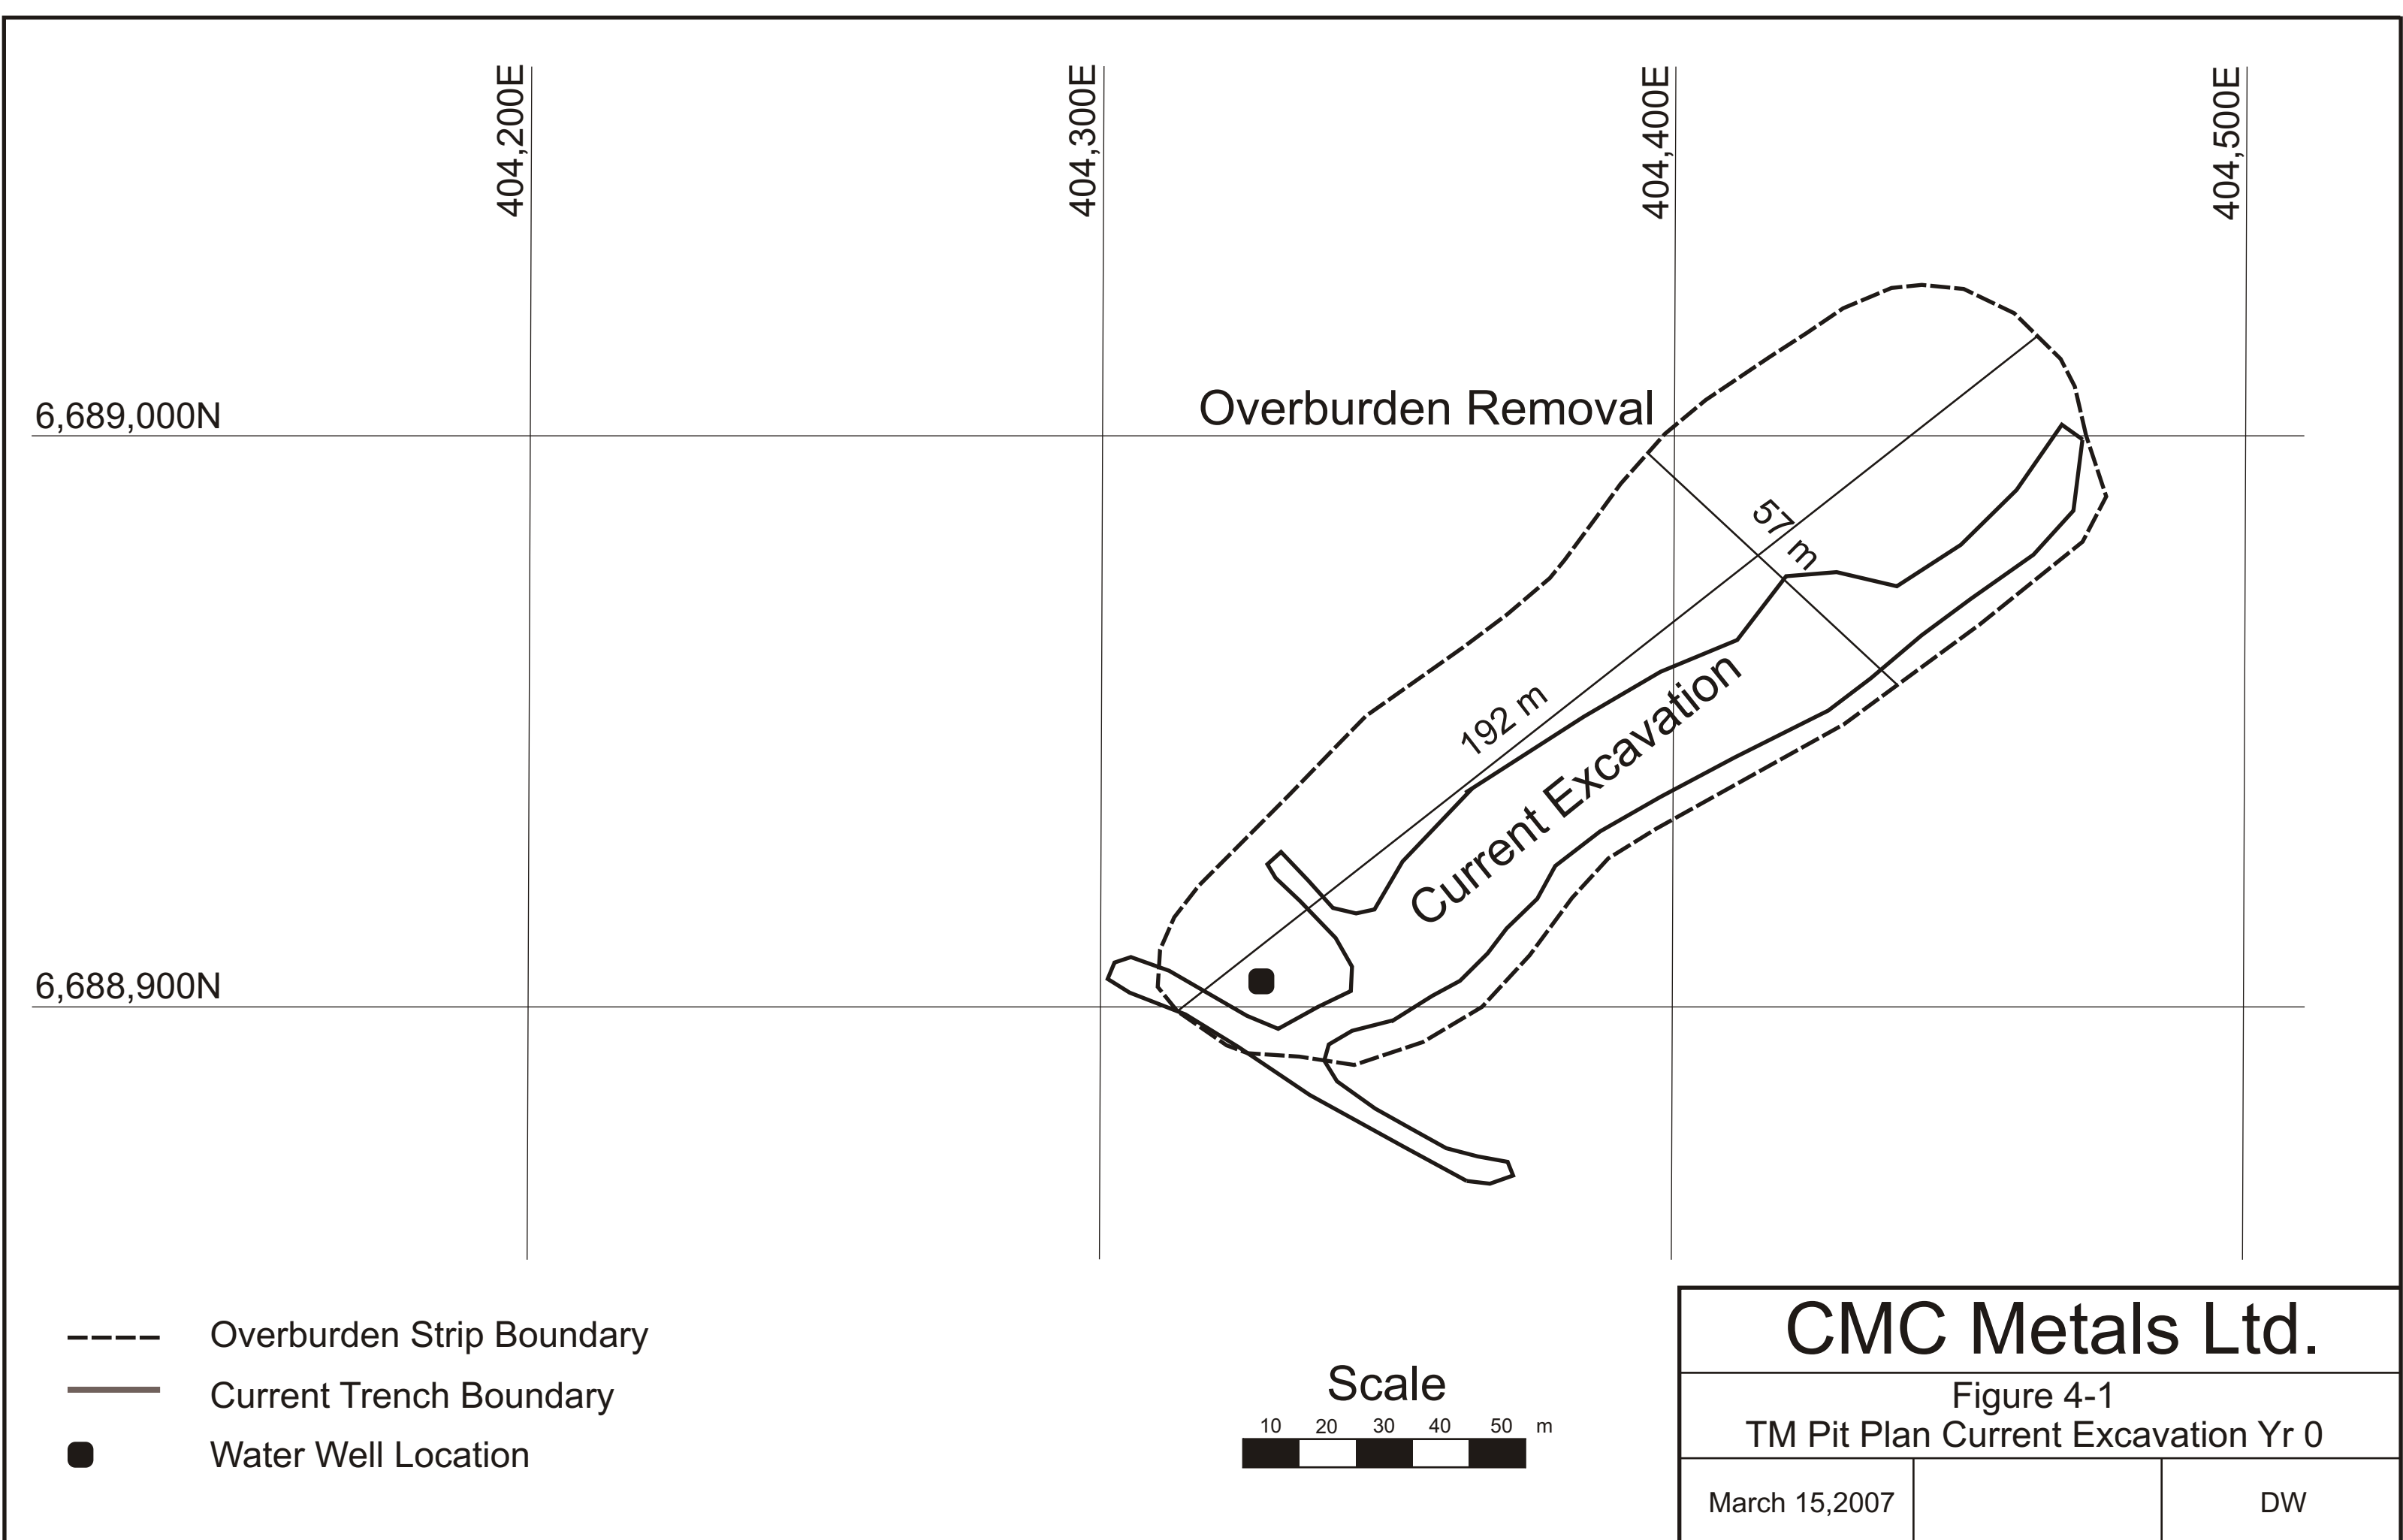 404,200E
404,300E
404,400E
404,500E
6,689,000N
Overburden Removal
57 m
192 m
Current Excavation
6,688,900N
Overburden Strip Boundary
Current Trench Boundary
Water Well Location
Scale
10 20 30 40 50 m
CMC Metals Ltd.
Figure 4-1
TM Pit Plan Current Excavation Yr 0
March 15,2007 DW